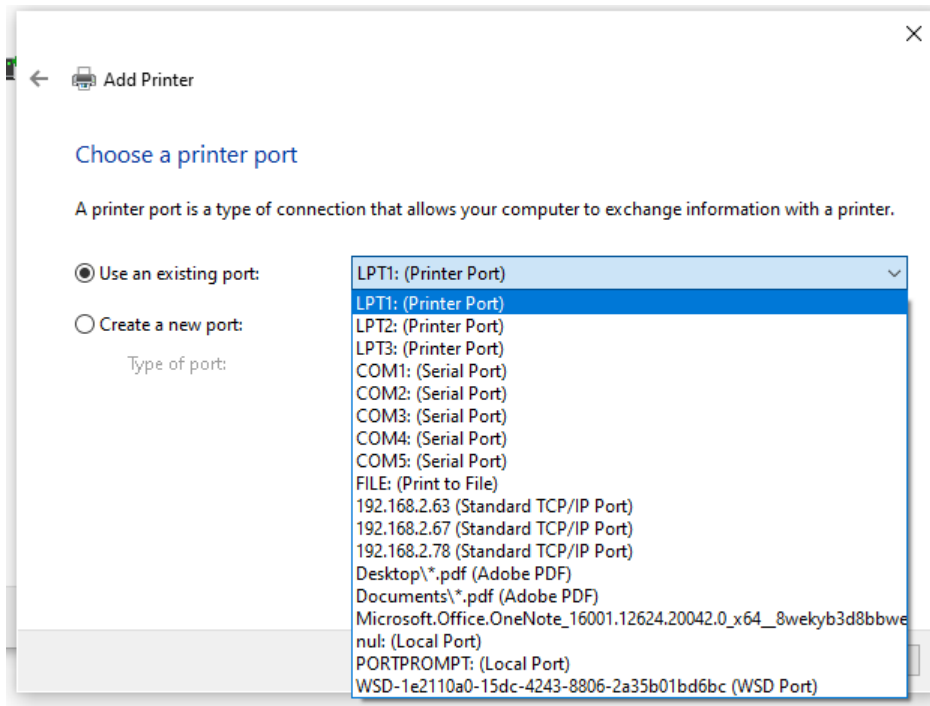 Add Printer
Choose a printer port
A printer port is a type of connection that allows your computer to exchange information with a printer.
Use an existing port:
LPT1: (Printer Port)
LPT1: (Printer Port)
Create a new port:
LPT2: (Printer Port)
LPT3: (Printer Port)
Type of port:
COM1: (Serial Port)
COM2: (Serial Port)
COM3: (Serial Port)
COM4: (Serial Port)
COM5: (Serial Port)
FILE: (Print to File)
192.168.2.63 (Standard TCP/IP Port)
192.168.2.67 (Standard TCP/IP Port)
192.168.2.78 (Standard TCP/IP Port)
Desktop\*.pdf (Adobe PDF)
Documents\*.pdf (Adobe PDF)
Microsoft.Office.OneNote_16001.12624.20042.0_x64__8wekyb3d8bbwe
nul: (Local Port)
PORTPROMPT: (Local Port)
WSD-1e2110a0-15dc-4243-8806-2a35b01bd6bc (WSD Port)